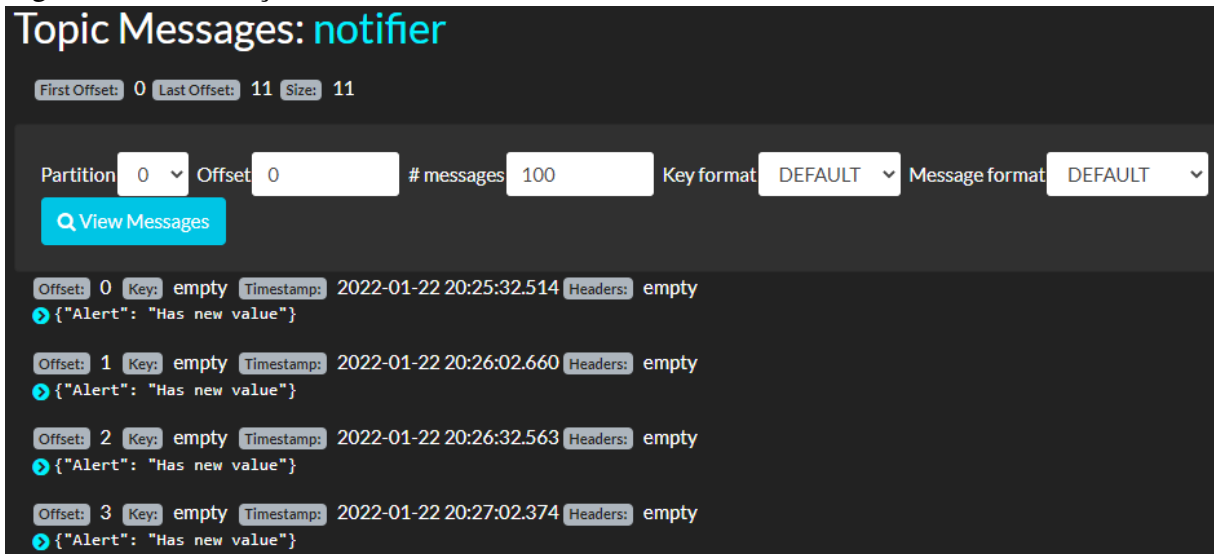 Topic Messages: notifier
First Offset: 0 Last Offset: 11 Size: 11
Partition 0 Offset 0 # messages 100 Key format DEFAULT Message format DEFAULT
View Messages
Offset: 0 Key: empty Timestamp: 2022-01-22 20:25:32.514 Headers: empty
{"Alert": "Has new value"}
Offset: 1 Key: empty Timestamp: 2022-01-22 20:26:02.660 Headers: empty
{"Alert": "Has new value"}
Offset: 2 Key: empty Timestamp: 2022-01-22 20:26:32.563 Headers: empty
{"Alert": "Has new value"}
Offset: 3 Key: empty Timestamp: 2022-01-22 20:27:02.374 Headers: empty
{"Alert": "Has new value"}